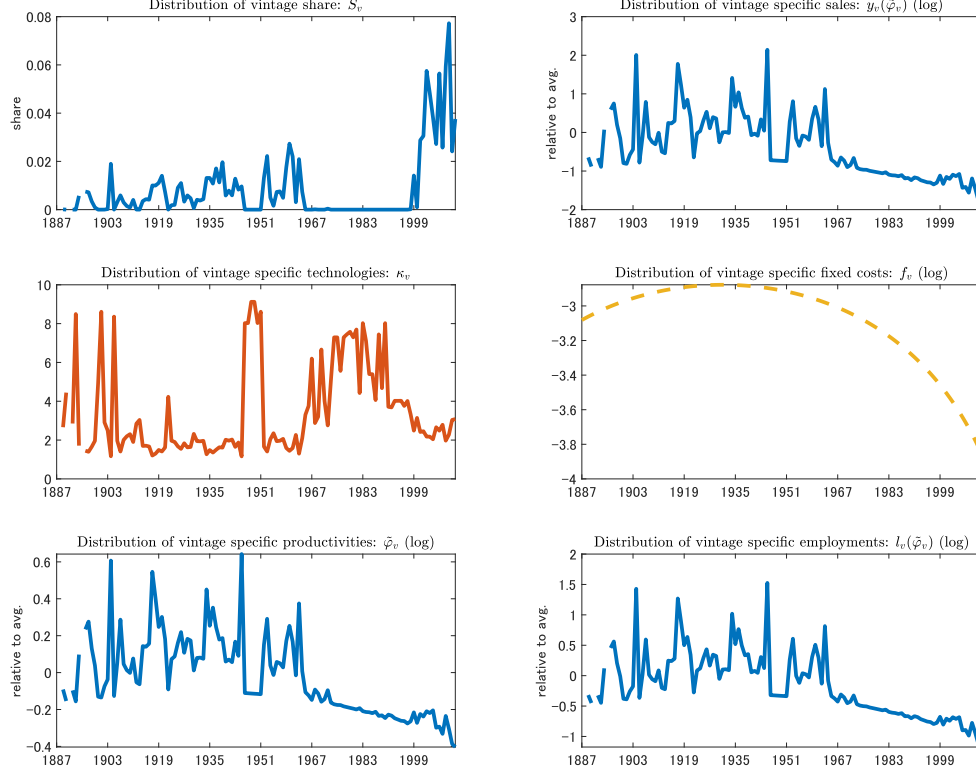 Distribution of vintage share: Sᵥ
share
0.08
0.06
0.04
0.02
0
1887 1903 1919 1935 1951 1967 1983 1999
Distribution of vintage specific sales: yᵥ(φ̃ᵥ) (log)
relative to avg.
3
2
1
0
-1
-2
1887 1903 1919 1935 1951 1967 1983 1999
Distribution of vintage specific technologies: κᵥ
10
8
6
4
2
0
1887 1903 1919 1935 1951 1967 1983 1999
Distribution of vintage specific fixed costs: fᵥ (log)
-3
-3.2
-3.4
-3.6
-3.8
-4
1887 1903 1919 1935 1951 1967 1983 1999
Distribution of vintage specific productivities: φ̃ᵥ (log)
relative to avg.
0.6
0.4
0.2
0
-0.2
-0.4
1887 1903 1919 1935 1951 1967 1983 1999
Distribution of vintage specific employments: lᵥ(φ̃ᵥ) (log)
relative to avg.
2
1.5
1
0.5
0
-0.5
-1
1887 1903 1919 1935 1951 1967 1983 1999